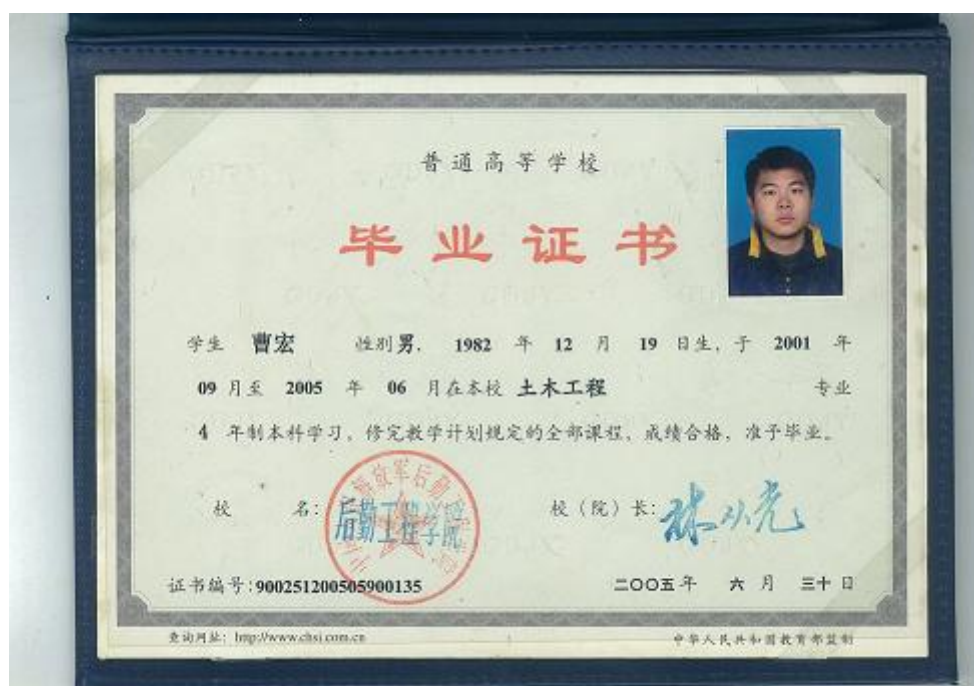 普通高等学校
毕业证书
学生 曹宏 性别男, 1982 年 12 月 19 日生, 于 2001 年
09 月至 2005 年 06 月在本校 土木工程 专业
4 年制本科学习, 修完教学计划规定的全部课程, 成绩合格, 准予毕业。
校 名: 后勤工程学院 校(院)长: 林从光
证书编号:900251200505900135 二〇〇五年 六月 三十日
查询网址: http://www.chsi.com.cn 中华人民共和国教育部监制